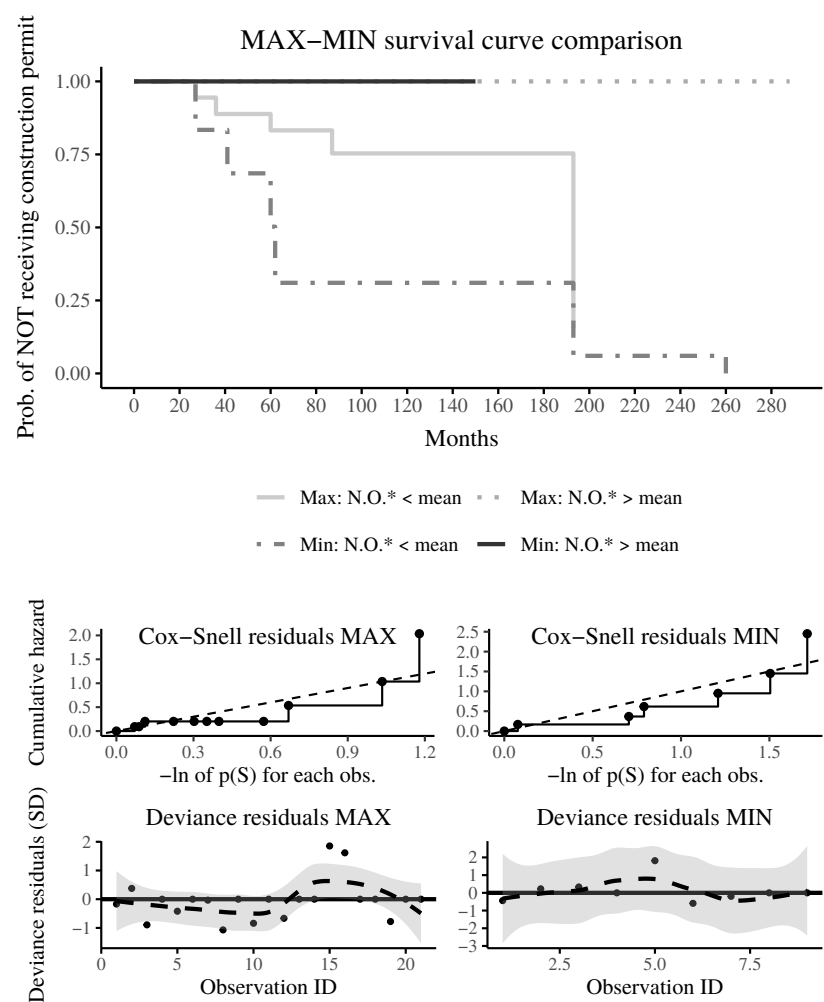 MAX−MIN survival curve comparison
Prob. of NOT receiving construction permit
1.00
0.75
0.50
0.25
0.00
0 20 40 60 80 100 120 140 160 180 200 220 240 260 280
Months
Max: N.O.* < mean Max: N.O.* > mean
Min: N.O.* < mean Min: N.O.* > mean
Cumulative hazard
Cox−Snell residuals MAX
2.0
1.5
1.0
0.5
0.0
0.0 0.3 0.6 0.9 1.2
−ln of p(S) for each obs.
Cox−Snell residuals MIN
2.5
2.0
1.5
1.0
0.5
0.0
0.0 0.5 1.0 1.5
−ln of p(S) for each obs.
Deviance residuals (SD)
Deviance residuals MAX
2
1
0
−1
0 5 10 15 20
Observation ID
Deviance residuals MIN
2
1
0
−1
−2
−3
2.5 5.0 7.5
Observation ID